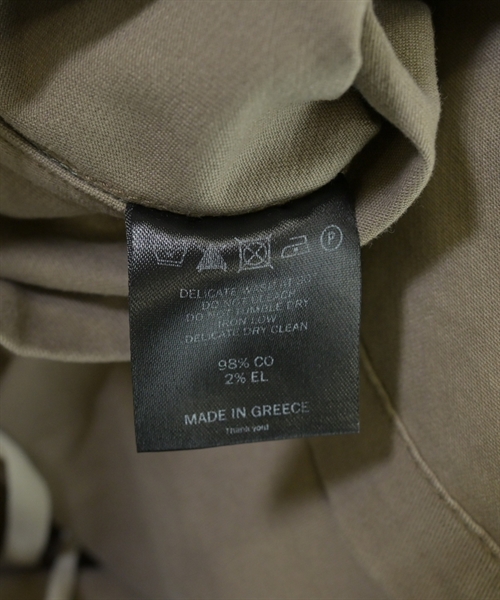 P
DELICATE WASH AT 30°
DO NOT BLEACH
DO NOT TUMBLE DRY
IRON LOW
DELICATE DRY CLEAN
98% CO
2% EL
MADE IN GREECE
Thank you!